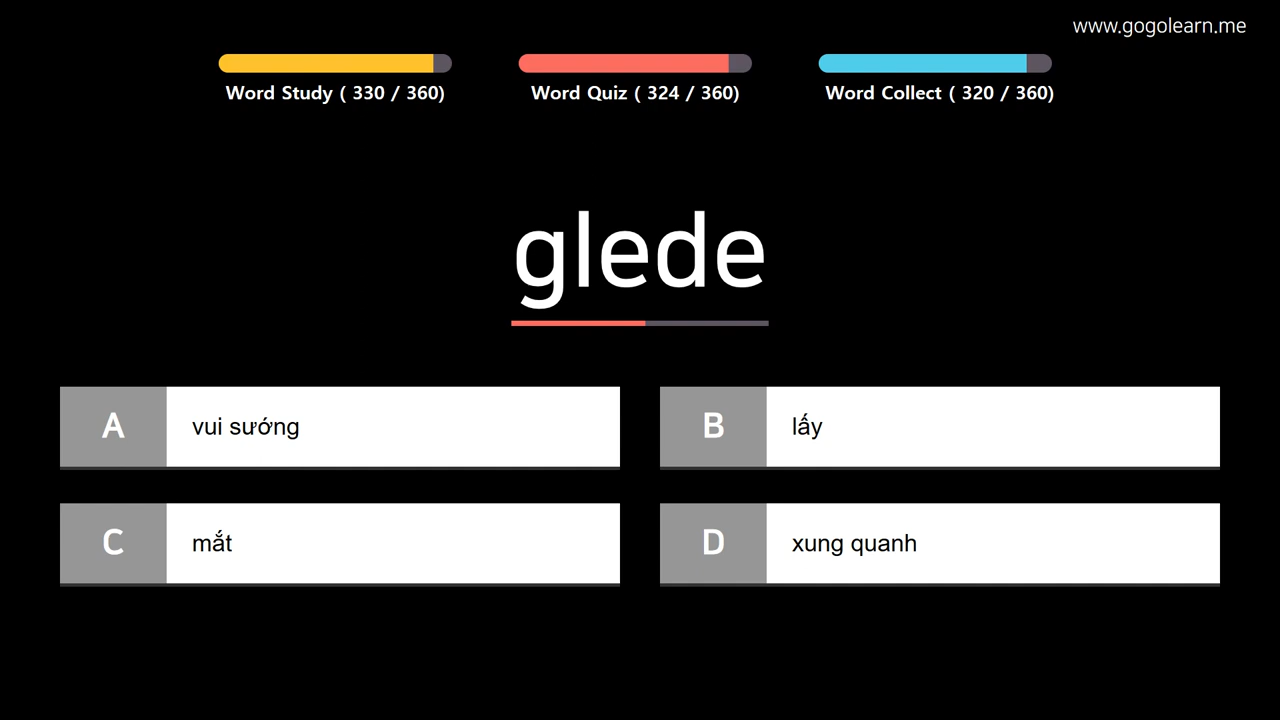 www.gogolearn.me
Word Study ( 330 / 360)
Word Quiz ( 324 / 360)
Word Collect ( 320 / 360)
glede
A vui sướng
B lấy
C mắt
D xung quanh